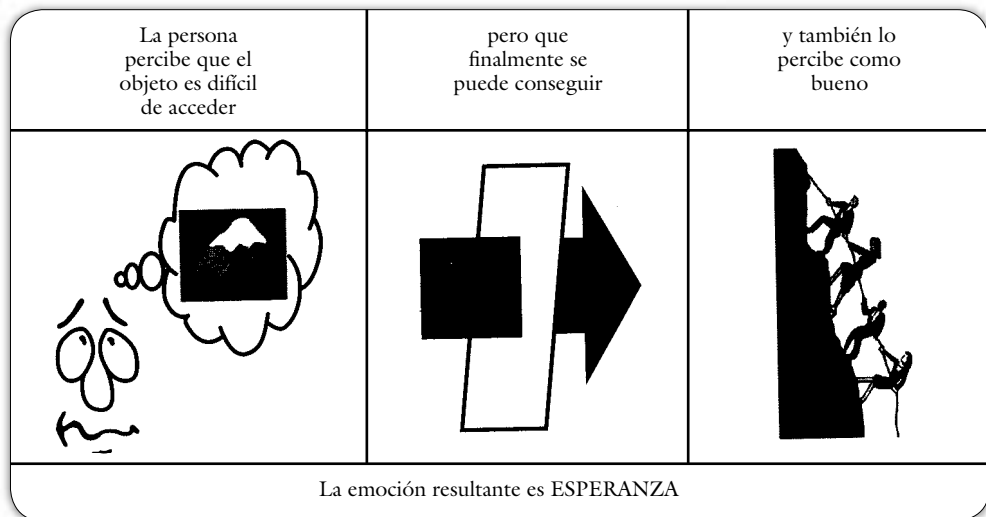 La persona
percibe que el
objeto es difícil
de acceder
pero que
finalmente se
puede conseguir
y también lo
percibe como
bueno
La emoción resultante es ESPERANZA